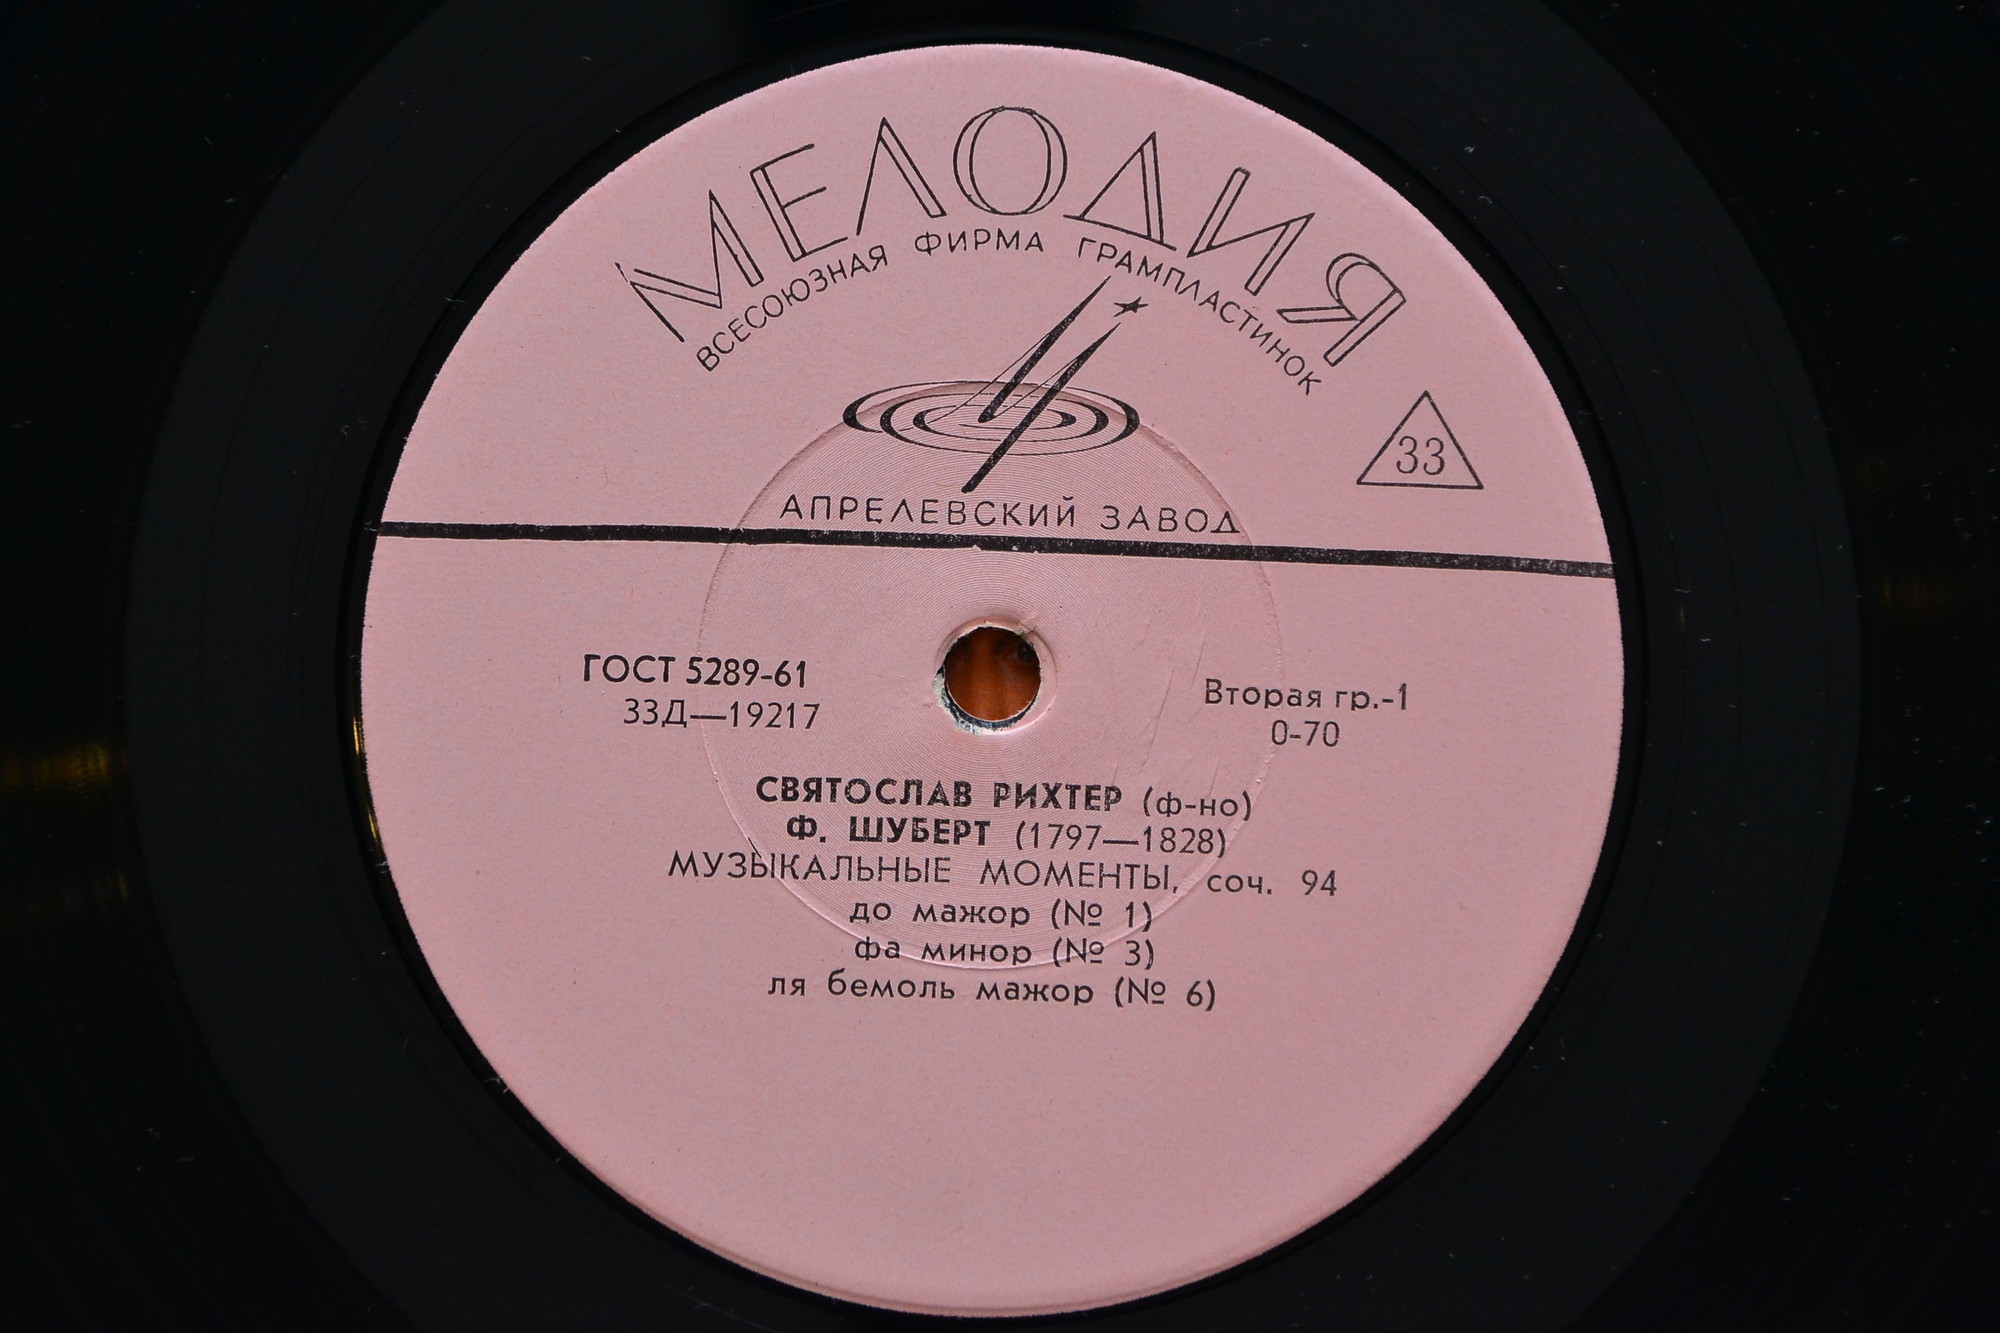 МЕЛОДИЯ
ВСЕСОЮЗНАЯ ФИРМА ГРАМПЛАСТИНОК
33
АПРЕЛЕВСКИЙ ЗАВОД
ГОСТ 5289-61
33Д—19217
Вторая гр.-1
0-70
СВЯТОСЛАВ РИХТЕР (ф-но)
Ф. ШУБЕРТ (1797—1828)
МУЗЫКАЛЬНЫЕ МОМЕНТЫ, соч. 94
до мажор (№ 1)
фа минор (№ 3)
ля бемоль мажор (№ 6)